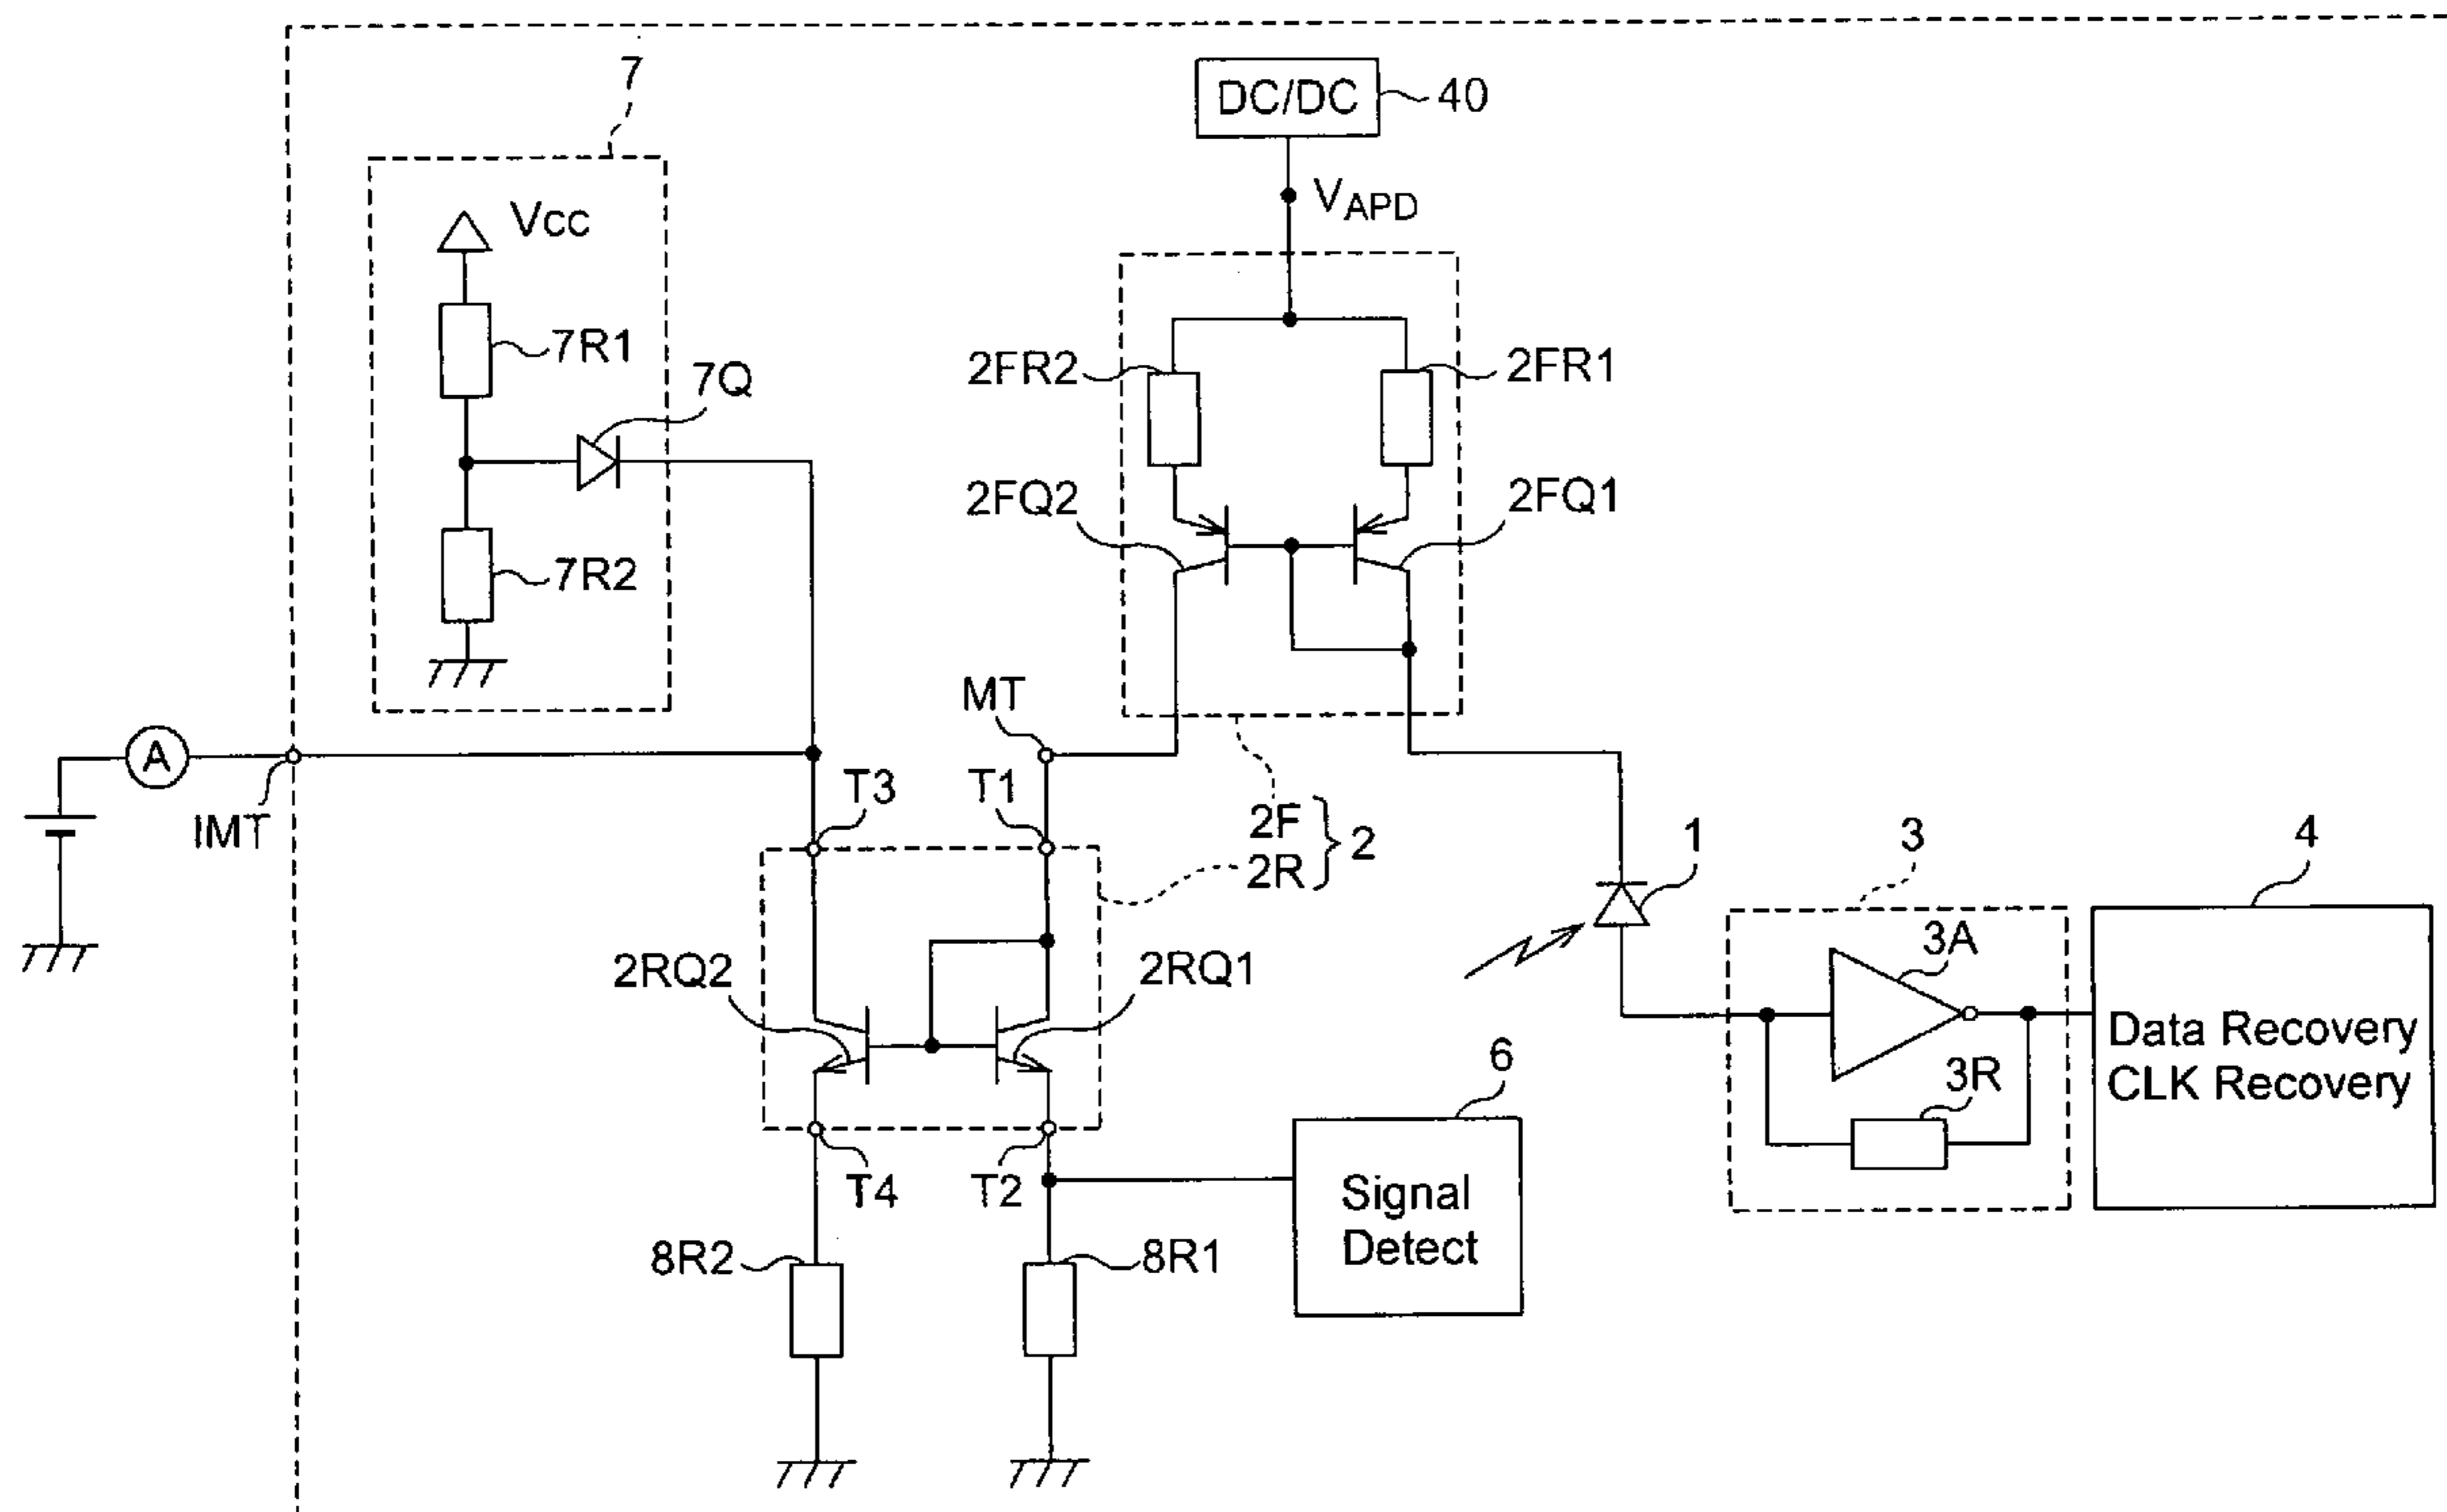 7
DC/DC
40
VAPD
Vcc
7R1
7Q
2FR2
2FR1
2FQ2
2FQ1
7R2
MT
A
IMT
T3
T1
2F
2R
2
1
3
4
2RQ2
2RQ1
3A
Data Recovery
CLK Recovery
3R
6
T4
T2
Signal
Detect
8R2
8R1